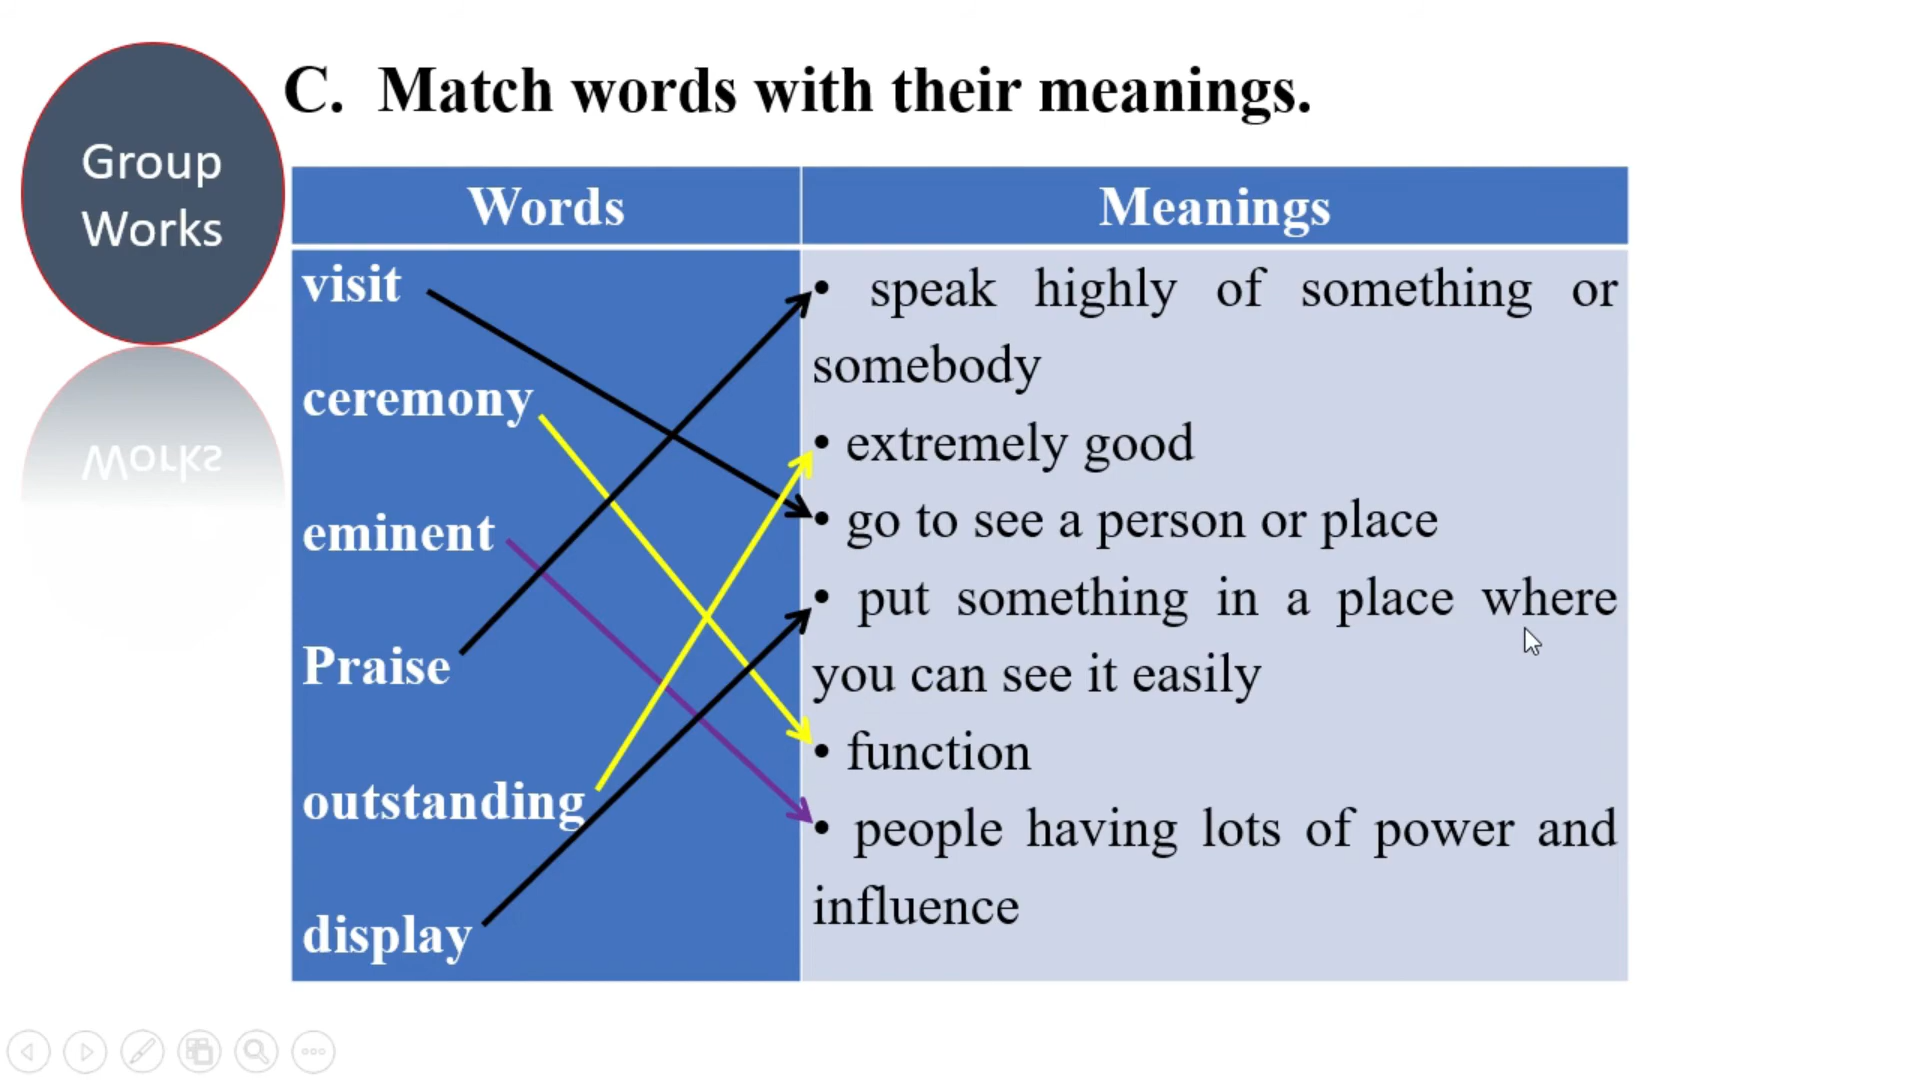 C. Match words with their meanings.
Group
Works
Words
Meanings
visit
ceremony
eminent
Praise
outstanding
display
• speak highly of something or
somebody
• extremely good
• go to see a person or place
• put something in a place where
you can see it easily
• function
• people having lots of power and
influence
Works